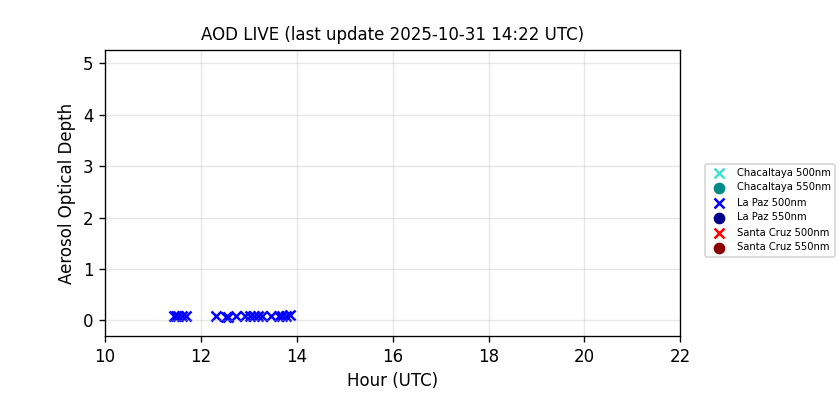 AOD LIVE (last update 2025-10-31 14:22 UTC)
Aerosol Optical Depth
5
4
3
2
1
0
10 12 14 16 18 20 22
Hour (UTC)
Chacaltaya 500nm
Chacaltaya 550nm
La Paz 500nm
La Paz 550nm
Santa Cruz 500nm
Santa Cruz 550nm